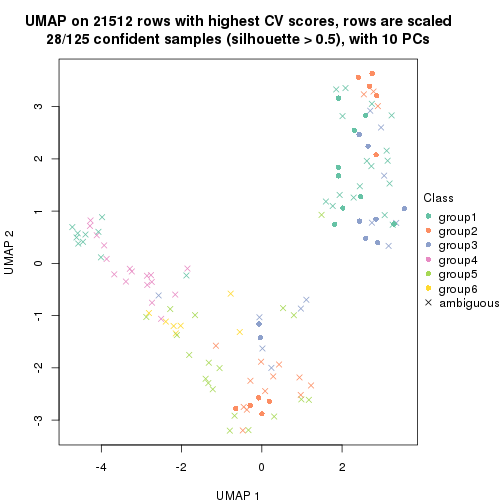 UMAP on 21512 rows with highest CV scores, rows are scaled
28/125 confident samples (silhouette > 0.5), with 10 PCs
UMAP 2
3
2
1
0
-1
-2
-3
-4
-2
0
2
UMAP 1
Class
group1
group2
group3
group4
group5
group6
ambiguous